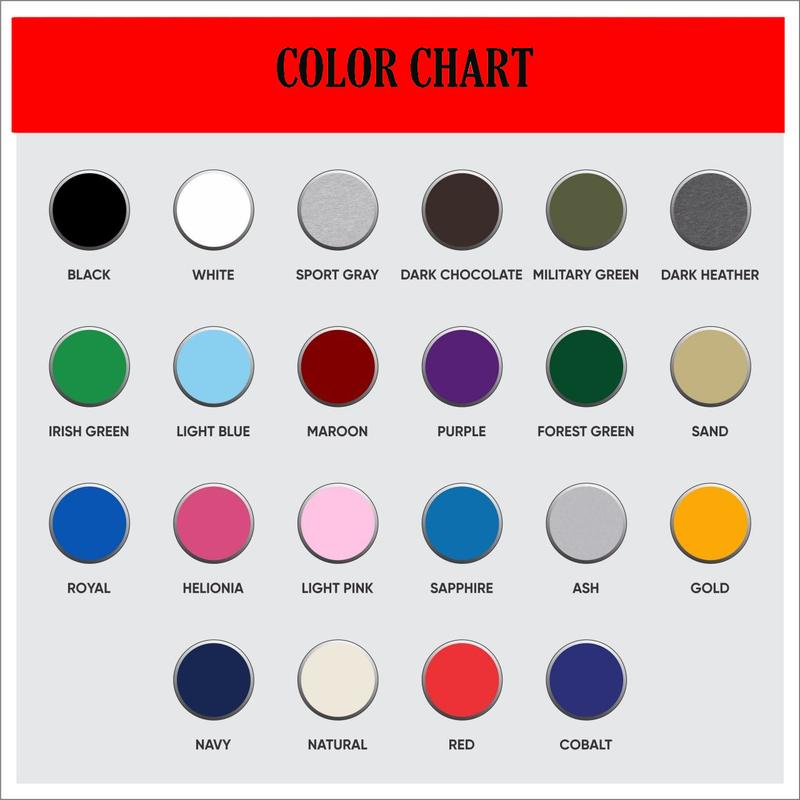 COLOR CHART
BLACK WHITE SPORT GRAY DARK CHOCOLATE MILITARY GREEN DARK HEATHER
IRISH GREEN LIGHT BLUE MAROON PURPLE FOREST GREEN SAND
ROYAL HELIONIA LIGHT PINK SAPPHIRE ASH GOLD
NAVY NATURAL RED COBALT